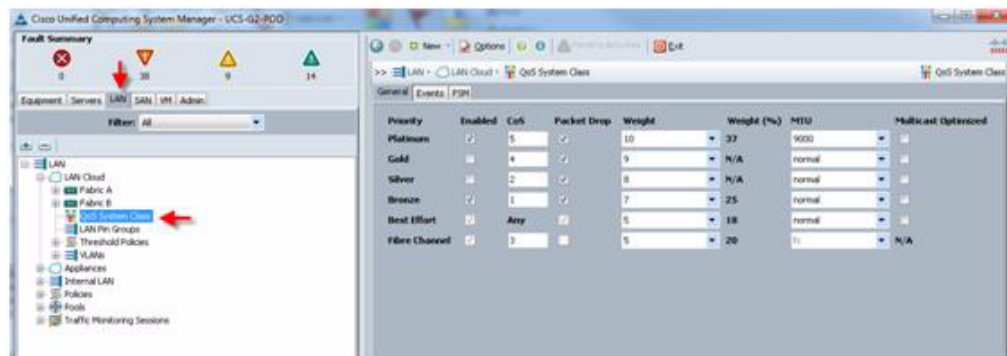 Cisco Unified Computing System Manager - UCS-G2-POD
Fault Summary
0 38 9 14
Equipment Servers LAN SAN VM Admin
Filter: All
LAN
LAN Cloud
Fabric A
Fabric B
QoS System Class
LAN Pin Groups
Threshold Policies
VLANs
Appliances
Internal LAN
Policies
Pools
Traffic Monitoring Sessions
New Options Pending Activities Exit
>> LAN LAN Cloud QoS System Class
QoS System Class
General Events FSM
Priority Enabled CoS Packet Drop Weight Weight (%) MTU Multicast Optimized
Platinum 5 10 37 9000
Gold 4 9 N/A normal
Silver 2 8 N/A normal
Bronze 1 7 25 normal
Best Effort Any 5 18 normal
Fibre Channel 3 5 20 fc N/A